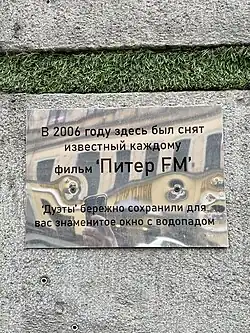 В 2006 году здесь был снят
известный каждому
фильм 'Питер FM'.
'Дуэты' бережно сохранили для
вас знаменитое окно с водопадом